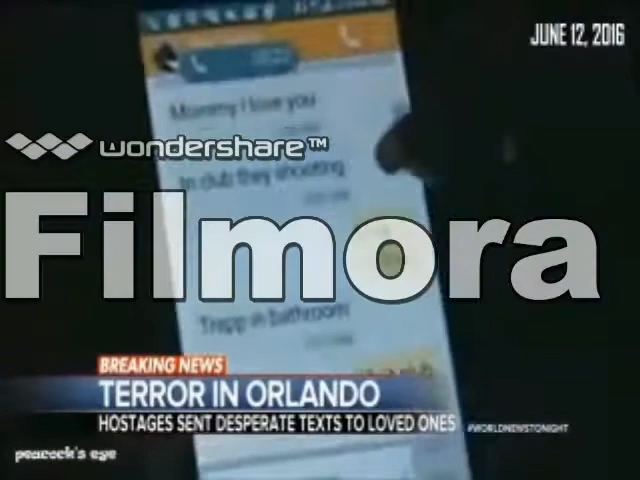 JUNE 12, 2016
Mommy I love you
wondershare™
In club they shooting
Filmora
Trapp in bathroom
BREAKING NEWS
TERROR IN ORLANDO
HOSTAGES SENT DESPERATE TEXTS TO LOVED ONES
#WORLDNEWSTONIGHT
peacock's eye